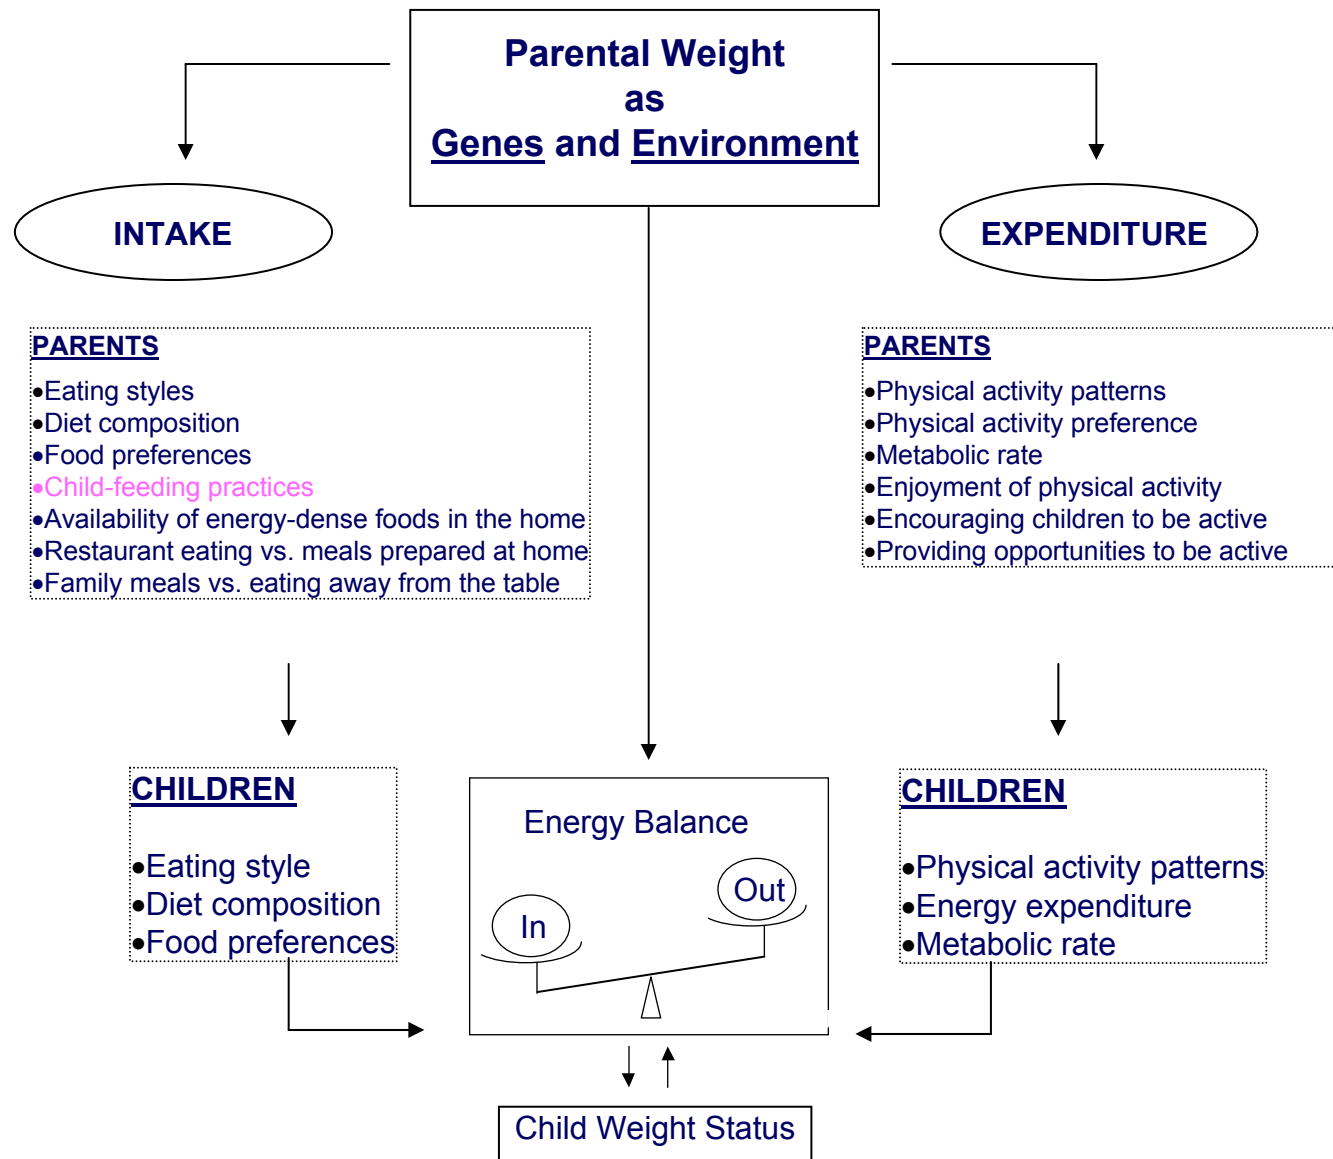 Parental Weight
as
Genes and Environment
INTAKE
EXPENDITURE
PARENTS
•Eating styles
•Diet composition
•Food preferences
•Child-feeding practices
•Availability of energy-dense foods in the home
•Restaurant eating vs. meals prepared at home
•Family meals vs. eating away from the table
PARENTS
•Physical activity patterns
•Physical activity preference
•Metabolic rate
•Enjoyment of physical activity
•Encouraging children to be active
•Providing opportunities to be active
CHILDREN
•Eating style
•Diet composition
•Food preferences
Energy Balance
In
Out
CHILDREN
•Physical activity patterns
•Energy expenditure
•Metabolic rate
Child Weight Status